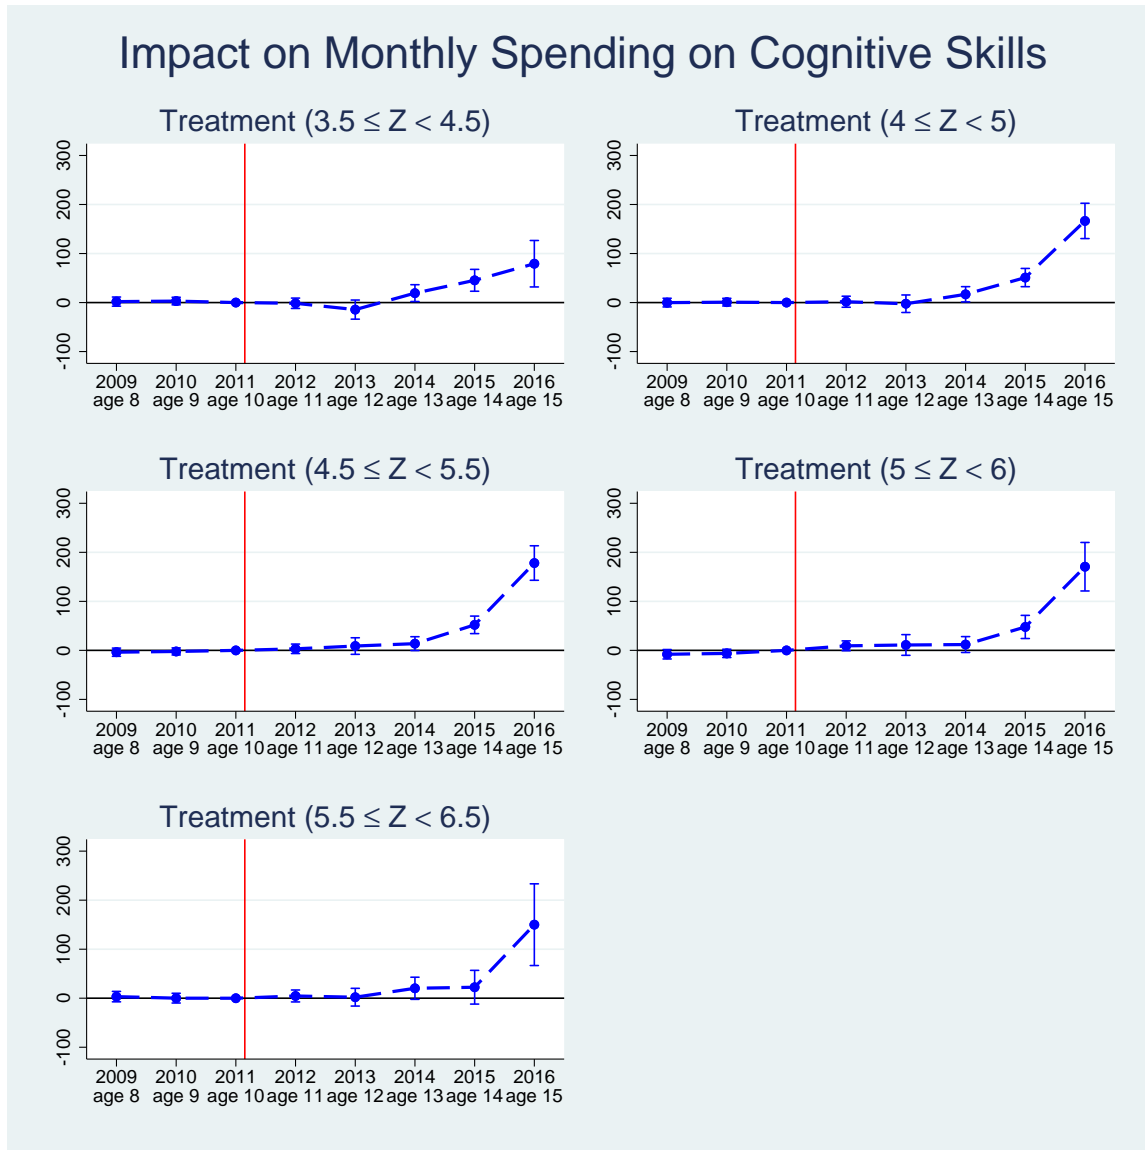 Impact on Monthly Spending on Cognitive Skills
Treatment (3.5 ≤ Z < 4.5)
300
200
100
0
-100
2009 2010 2011 2012 2013 2014 2015 2016
age 8 age 9 age 10 age 11 age 12 age 13 age 14 age 15
Treatment (4 ≤ Z < 5)
300
200
100
0
-100
2009 2010 2011 2012 2013 2014 2015 2016
age 8 age 9 age 10 age 11 age 12 age 13 age 14 age 15
Treatment (4.5 ≤ Z < 5.5)
300
200
100
0
-100
2009 2010 2011 2012 2013 2014 2015 2016
age 8 age 9 age 10 age 11 age 12 age 13 age 14 age 15
Treatment (5 ≤ Z < 6)
300
200
100
0
-100
2009 2010 2011 2012 2013 2014 2015 2016
age 8 age 9 age 10 age 11 age 12 age 13 age 14 age 15
Treatment (5.5 ≤ Z < 6.5)
300
200
100
0
-100
2009 2010 2011 2012 2013 2014 2015 2016
age 8 age 9 age 10 age 11 age 12 age 13 age 14 age 15